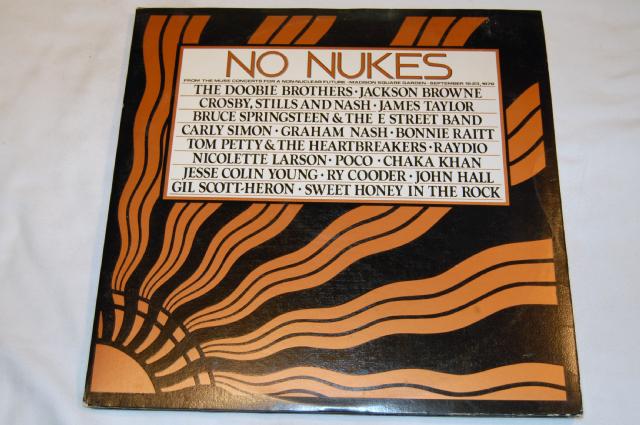 NO NUKES
FROM THE MUSE CONCERTS FOR A NON-NUCLEAR FUTURE · MADISON SQUARE GARDEN · SEPTEMBER 19-23, 1979
THE DOOBIE BROTHERS · JACKSON BROWNE
CROSBY, STILLS AND NASH · JAMES TAYLOR
BRUCE SPRINGSTEEN & THE E STREET BAND
CARLY SIMON · GRAHAM NASH · BONNIE RAITT
TOM PETTY & THE HEARTBREAKERS · RAYDIO
NICOLETTE LARSON · POCO · CHAKA KHAN
JESSE COLIN YOUNG · RY COODER · JOHN HALL
GIL SCOTT-HERON · SWEET HONEY IN THE ROCK